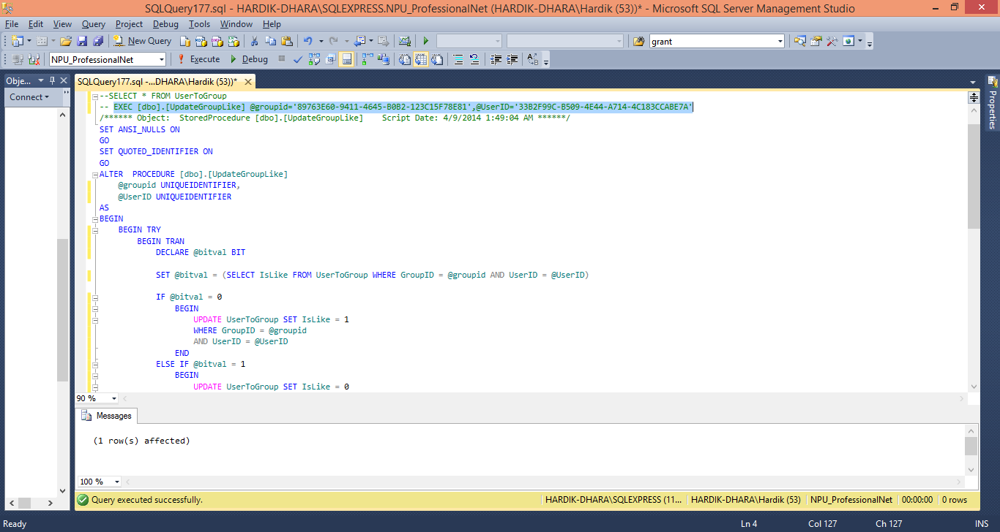 SQLQuery177.sql - HARDIK-DHARA\SQLEXPRESS.NPU_ProfessionalNet (HARDIK-DHARA\Hardik (53))* - Microsoft SQL Server Management Studio
File Edit View Query Project Debug Tools Window Help
New Query grant
NPU_ProfessionalNet Execute Debug
Obje...
SQLQuery177.sql -...DHARA\Hardik (53))*
Connect
Properties
--SELECT * FROM UserToGroup
-- EXEC [dbo].[UpdateGroupLike] @groupid='89763E60-9411-4645-B0B2-123C15F78E81',@UserID='33B2F99C-B509-4E44-A714-4C183CCABE7A'
/****** Object:  StoredProcedure [dbo].[UpdateGroupLike]    Script Date: 4/9/2014 1:49:04 AM ******/
SET ANSI_NULLS ON
GO
SET QUOTED_IDENTIFIER ON
GO
ALTER  PROCEDURE [dbo].[UpdateGroupLike]
@groupid UNIQUEIDENTIFIER,
@UserID UNIQUEIDENTIFIER
AS
BEGIN
BEGIN TRY
BEGIN TRAN
DECLARE @bitval BIT
SET @bitval = (SELECT IsLike FROM UserToGroup WHERE GroupID = @groupid AND UserID = @UserID)
IF @bitval = 0
BEGIN
UPDATE UserToGroup SET IsLike = 1
WHERE GroupID = @groupid
AND UserID = @UserID
END
ELSE IF @bitval = 1
BEGIN
UPDATE UserToGroup SET IsLike = 0
90 %
Messages
(1 row(s) affected)
100 %
Query executed successfully. HARDIK-DHARA\SQLEXPRESS (11... HARDIK-DHARA\Hardik (53) NPU_ProfessionalNet 00:00:00 0 rows
Ready Ln 4 Col 127 Ch 127 INS